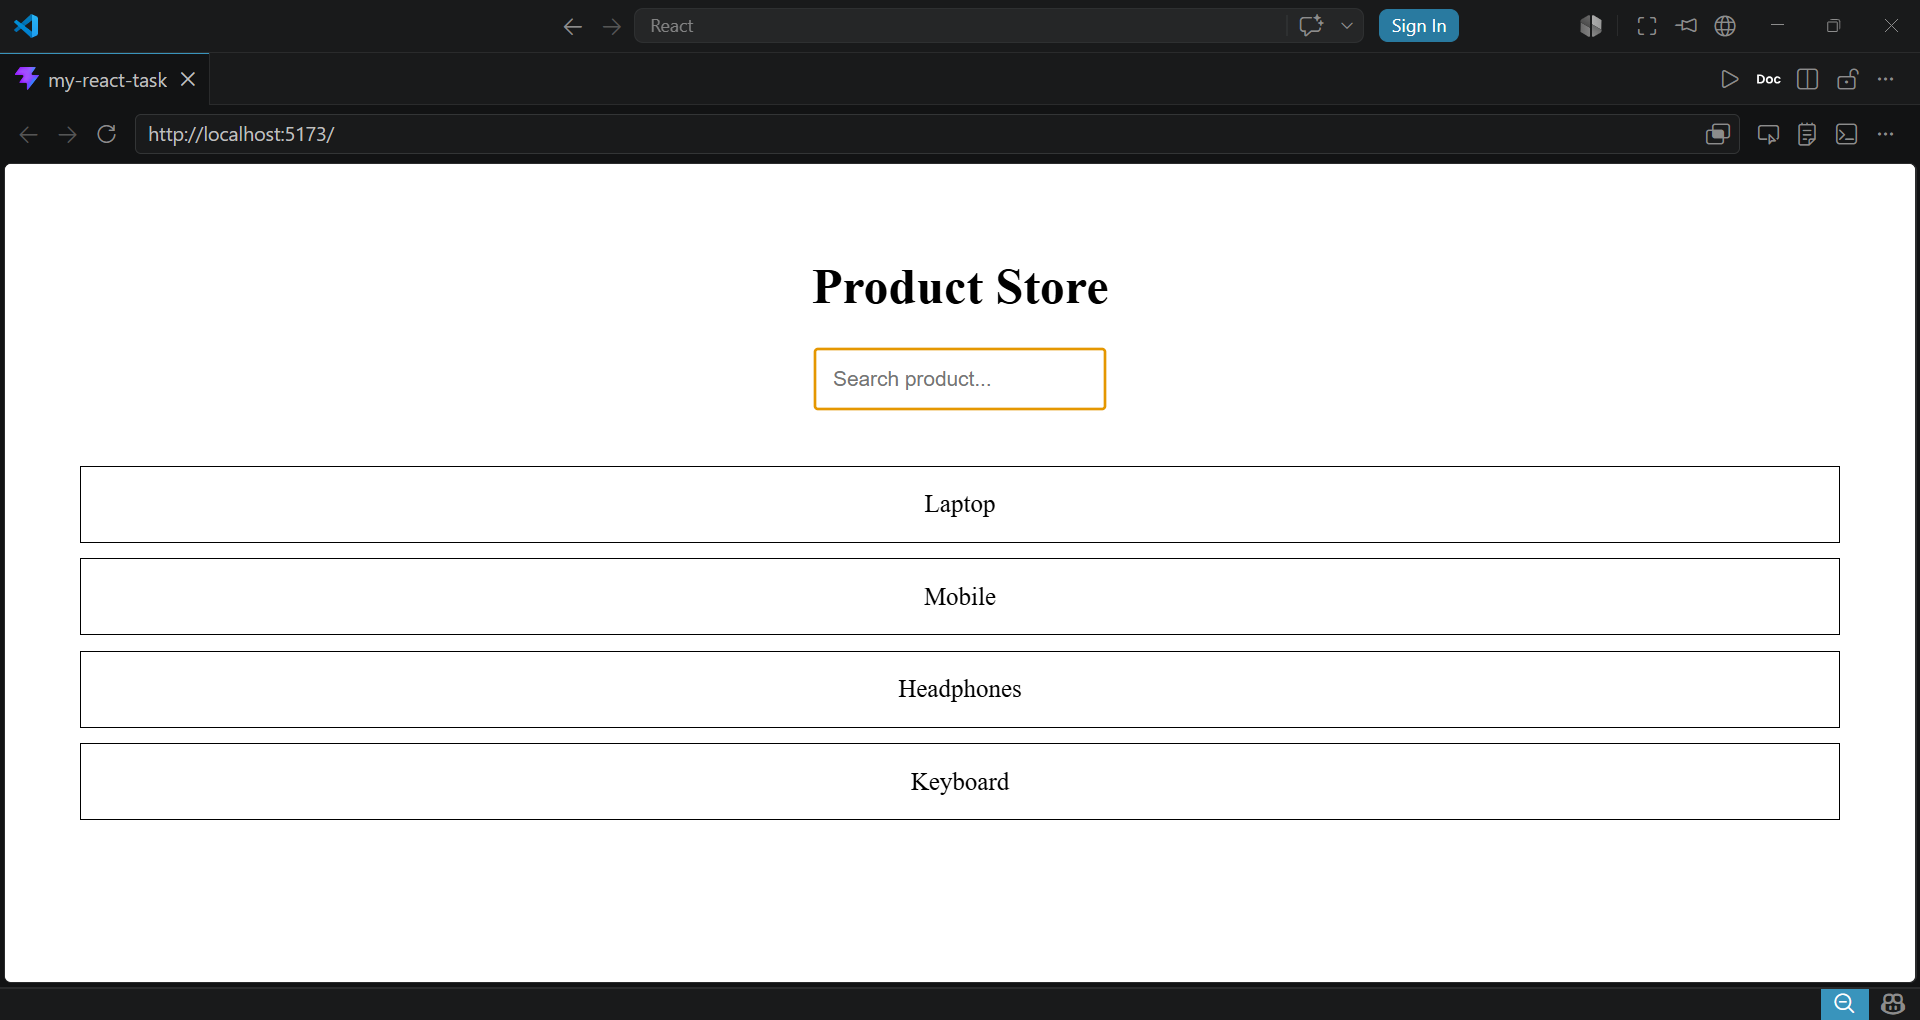 React
Sign In
my-react-task
Doc
http://localhost:5173/
Product Store
Search product...
Laptop
Mobile
Headphones
Keyboard